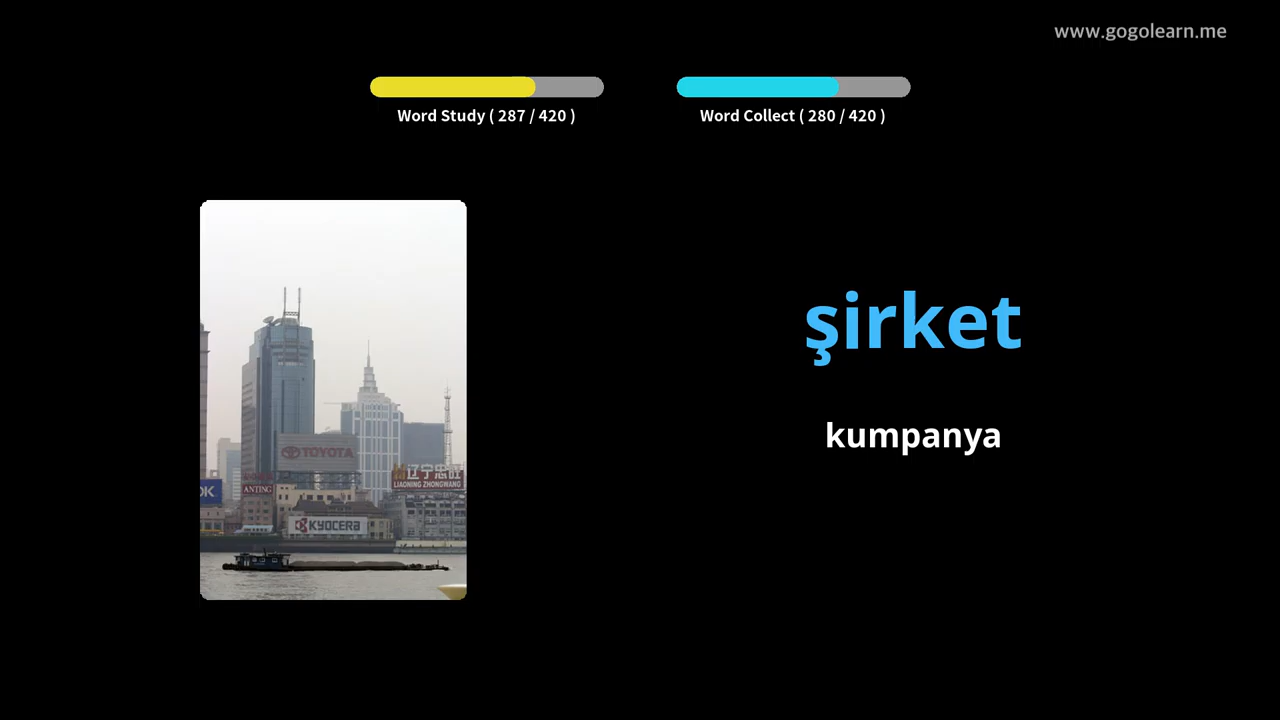 www.gogolearn.me
Word Study ( 287 / 420 )
Word Collect ( 280 / 420 )
şirket
kumpanya
TOYOTA
辽宁忠旺
LIAONING ZHONGWANG
ANTING
OK
KYOCERA